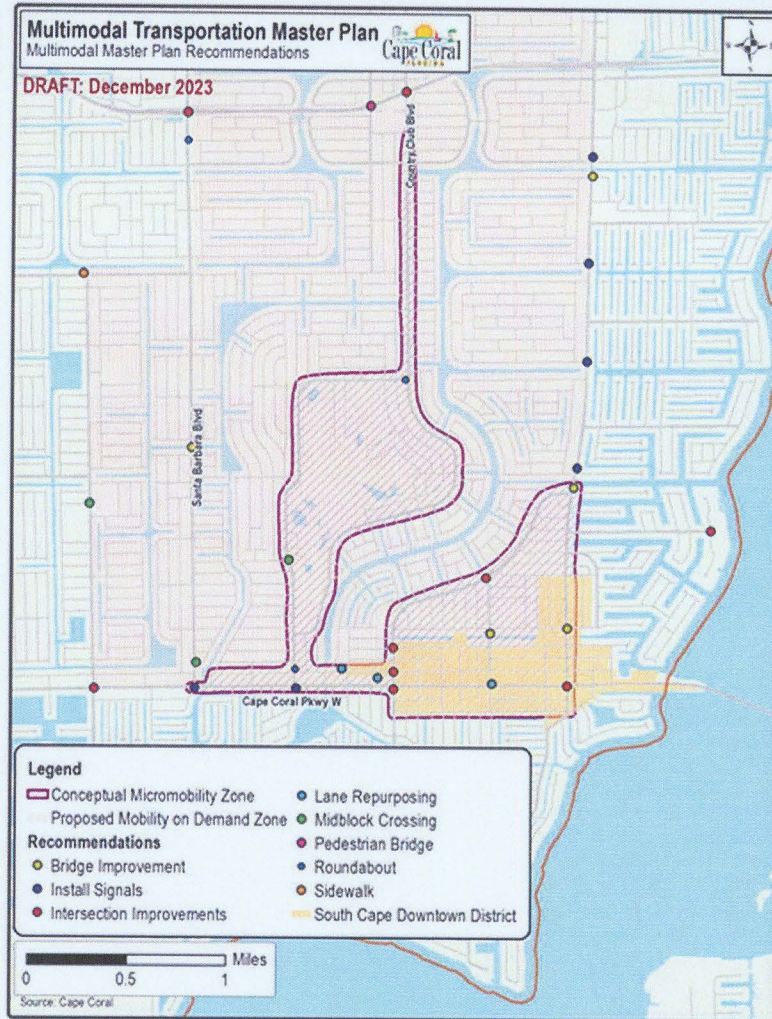 Multimodal Transportation Master Plan
Multimodal Master Plan Recommendations
Cape Coral
FLORIDA
DRAFT: December 2023
Country Club Blvd
Santa Barbara Blvd
Cape Coral Pkwy W
Legend
Conceptual Micromobility Zone
Proposed Mobility on Demand Zone
Recommendations
Bridge Improvement
Install Signals
Intersection Improvements
Lane Repurposing
Midblock Crossing
Pedestrian Bridge
Roundabout
Sidewalk
South Cape Downtown District
Miles
0 0.5 1
Source: Cape Coral